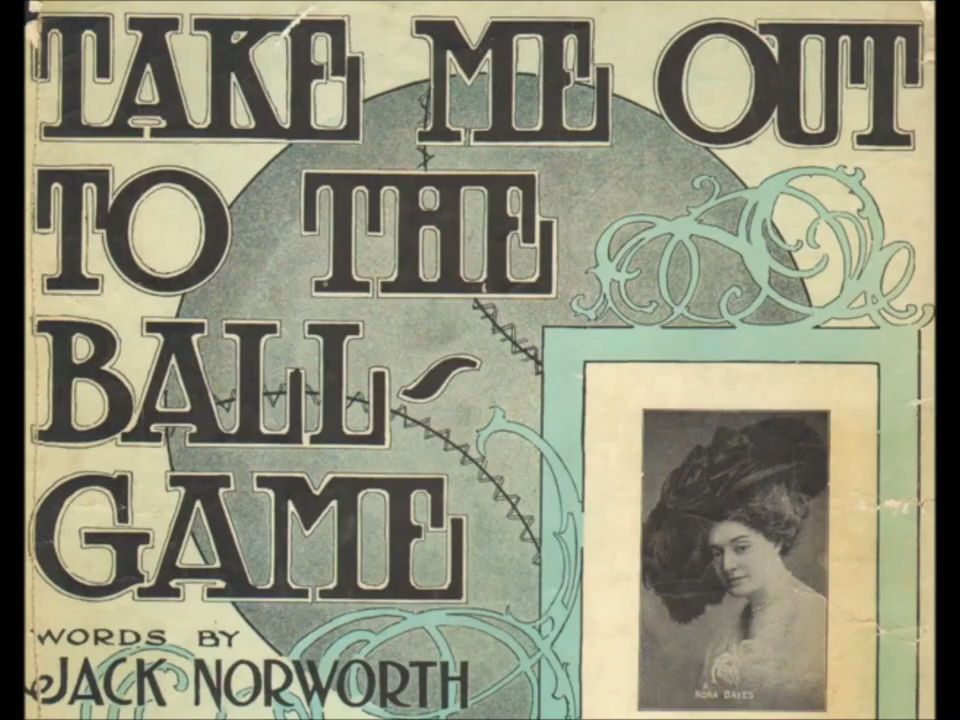 TAKE ME OUT
TO THE
BALL-
GAME
WORDS BY
JACK NORWORTH
NORA BAYES